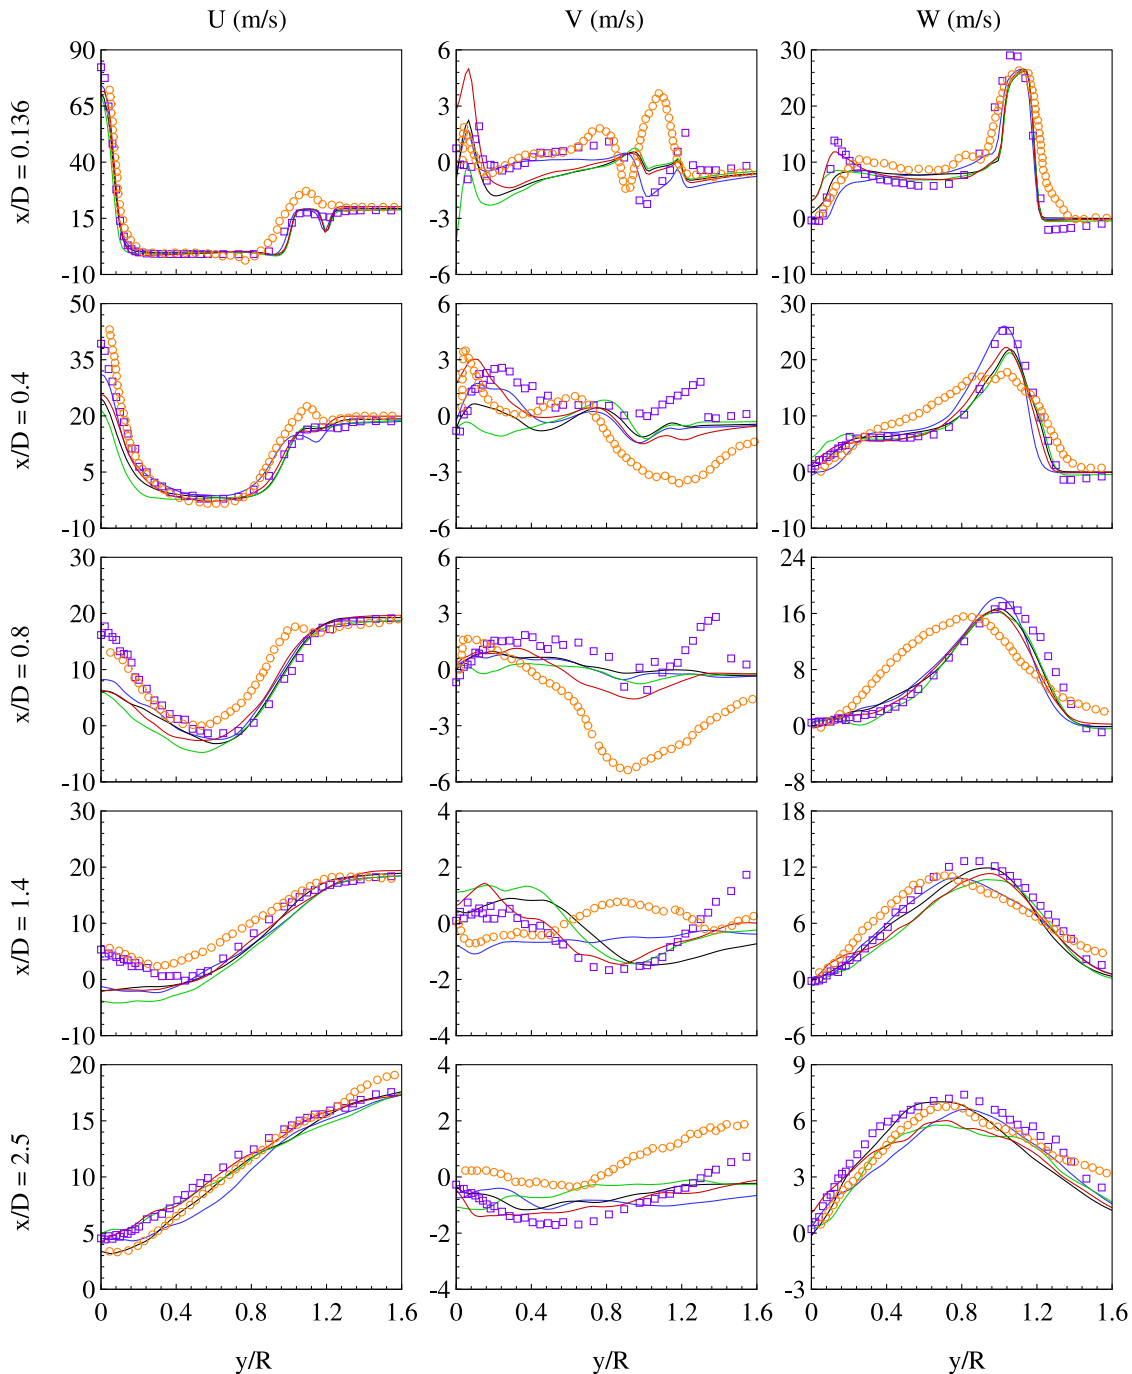 U (m/s) V (m/s) W (m/s)
x/D = 0.136
90 65 40 15 -10
6 3 0 -3 -6
30 20 10 0 -10
x/D = 0.4
50 35 20 5 -10
6 3 0 -3 -6
30 20 10 0 -10
x/D = 0.8
30 20 10 0 -10
6 3 0 -3 -6
24 16 8 0 -8
x/D = 1.4
30 20 10 0 -10
4 2 0 -2 -4
18 12 6 0 -6
x/D = 2.5
20 15 10 5 0
4 2 0 -2 -4
9 6 3 0 -3
0 0.4 0.8 1.2 1.6 0 0.4 0.8 1.2 1.6 0 0.4 0.8 1.2 1.6
y/R y/R y/R